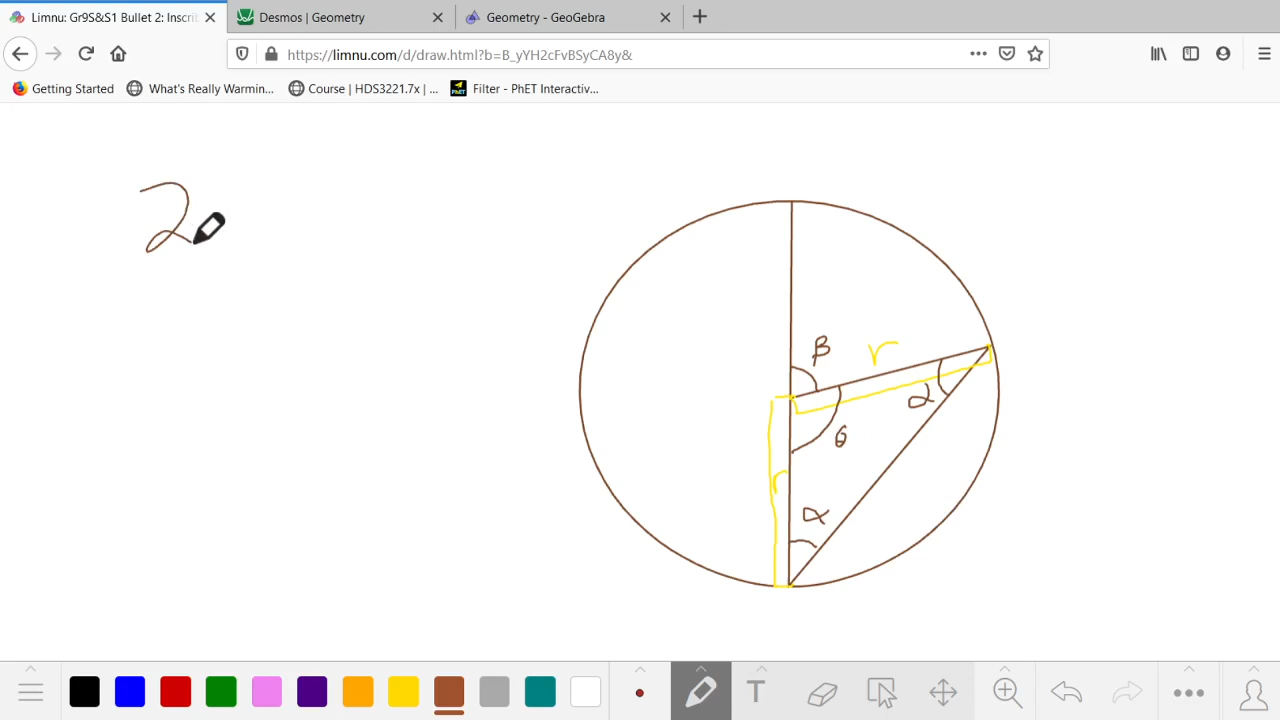 Limnu: Gr9S&S1 Bullet 2: Inscrib
Desmos | Geometry
Geometry - GeoGebra
https://limnu.com/d/draw.html?b=B_yYH2cFvBSyCA8y&
Getting Started
What's Really Warmin...
Course | HDS3221.7x | ...
Filter - PhET Interactiv...
2
β
r
α
θ
r
α
T